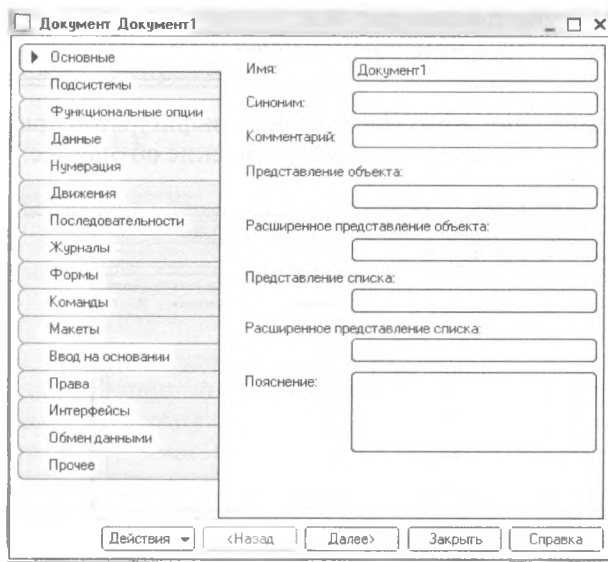 Документ Документ1
Основные
Подсистемы
Функциональные опции
Данные
Нумерация
Движения
Последовательности
Журналы
Формы
Команды
Макеты
Ввод на основании
Права
Интерфейсы
Обмен данными
Прочее
Имя: Документ1
Синоним:
Комментарий:
Представление объекта:
Расширенное представление объекта:
Представление списка:
Расширенное представление списка:
Пояснение:
Действия <Назад Далее> Закрыть Справка